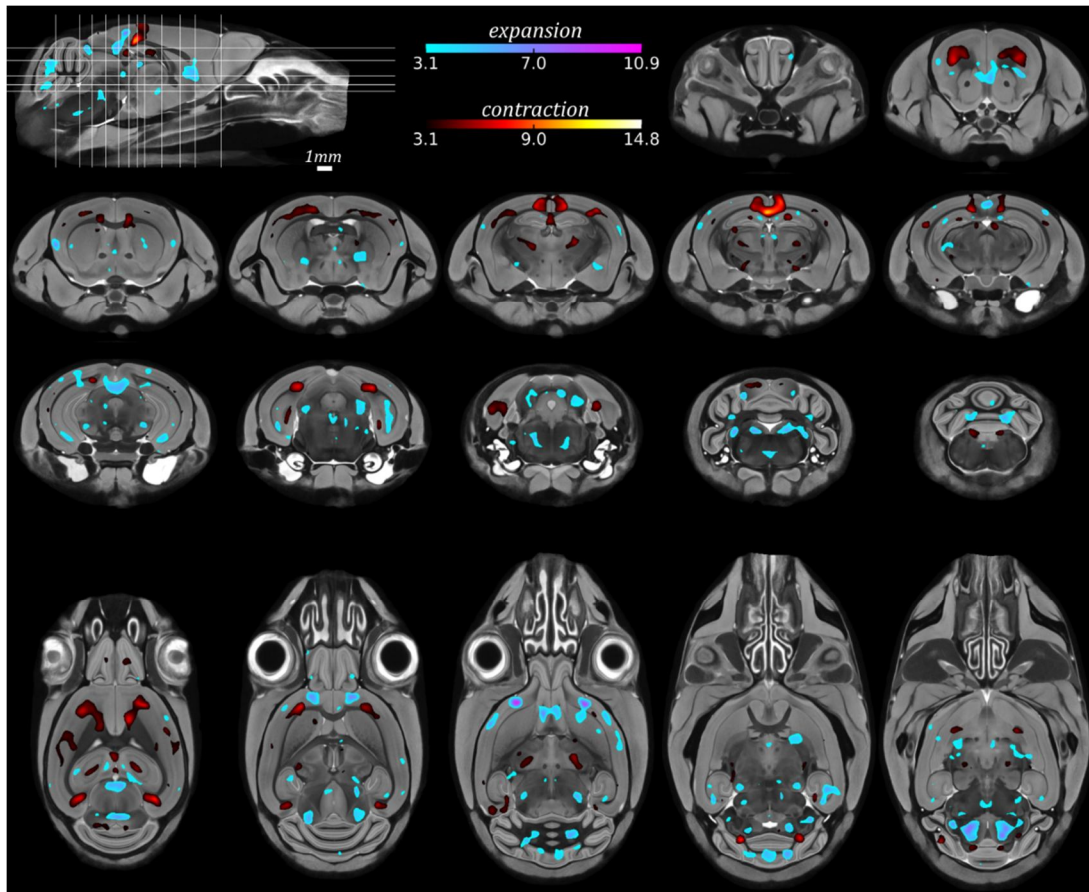 expansion
3.1 7.0 10.9
contraction
3.1 9.0 14.8
1mm